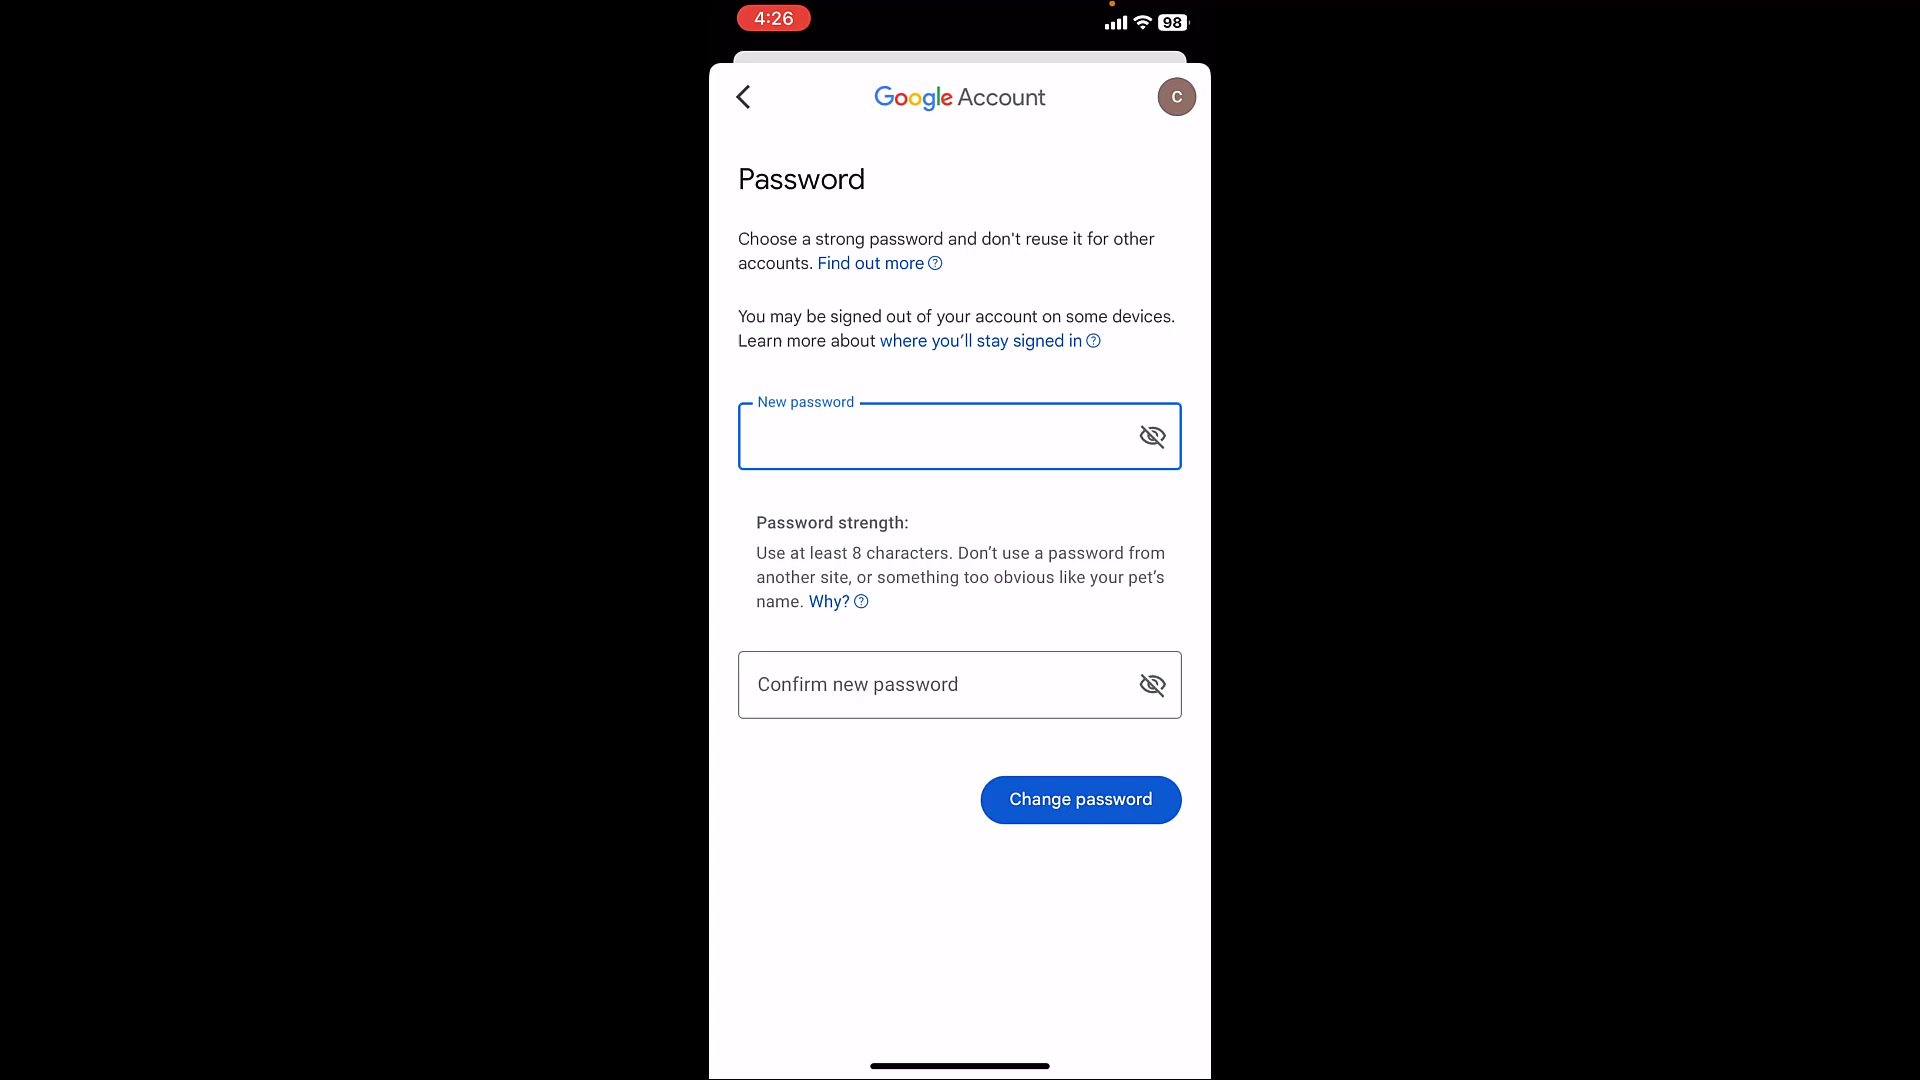 4:26
98
Google Account
C
Password
Choose a strong password and don't reuse it for other
accounts. Find out more
You may be signed out of your account on some devices.
Learn more about where you’ll stay signed in
New password
Password strength:
Use at least 8 characters. Don’t use a password from
another site, or something too obvious like your pet’s
name. Why?
Confirm new password
Change password